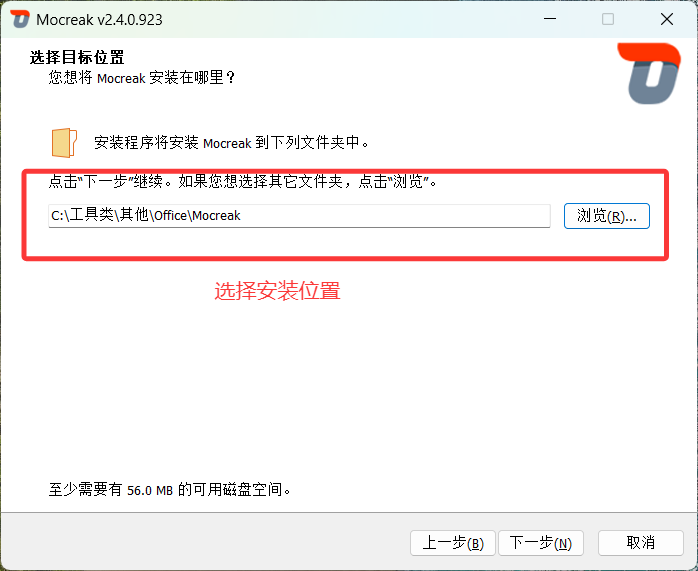 Mocreak v2.4.0.923
选择目标位置
您想将 Mocreak 安装在哪里？
安装程序将安装 Mocreak 到下列文件夹中。
点击“下一步”继续。如果您想选择其它文件夹，点击“浏览”。
C:\工具类\其他\Office\Mocreak
浏览(R)...
选择安装位置
至少需要有 56.0 MB 的可用磁盘空间。
上一步(B) 下一步(N) 取消